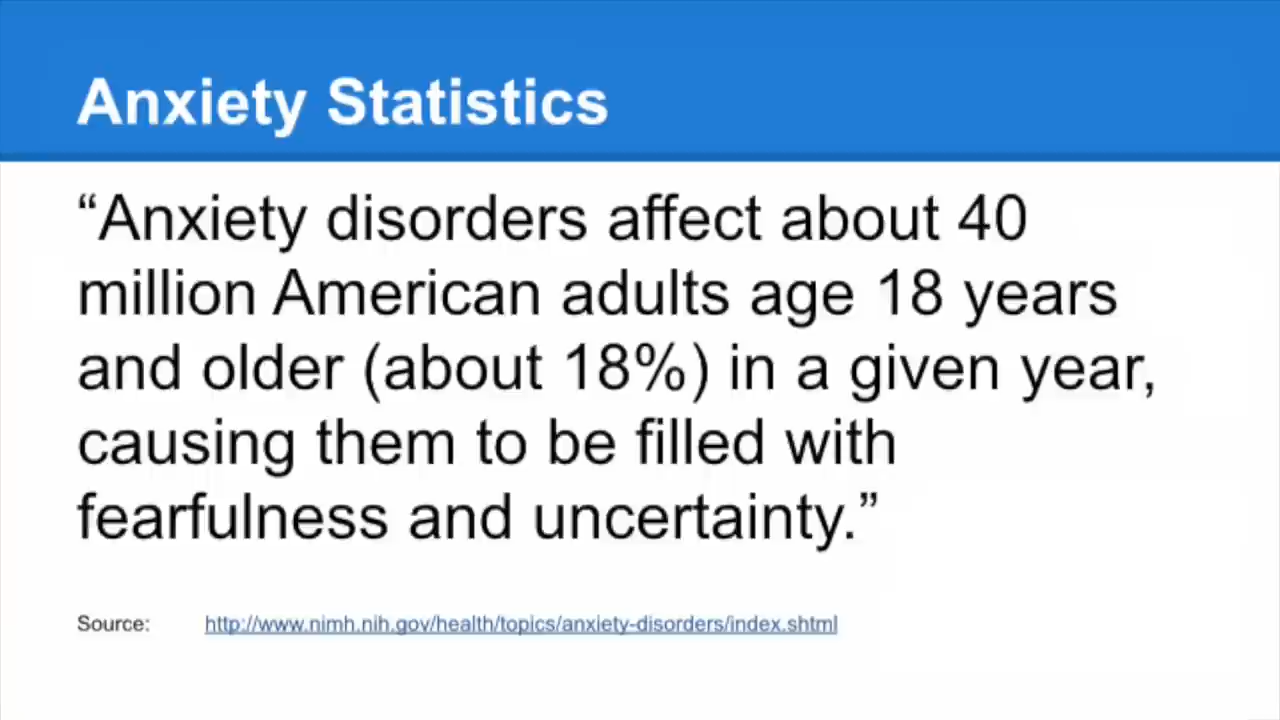 Anxiety Statistics
“Anxiety disorders affect about 40
million American adults age 18 years
and older (about 18%) in a given year,
causing them to be filled with
fearfulness and uncertainty.”
Source: http://www.nimh.nih.gov/health/topics/anxiety-disorders/index.shtml